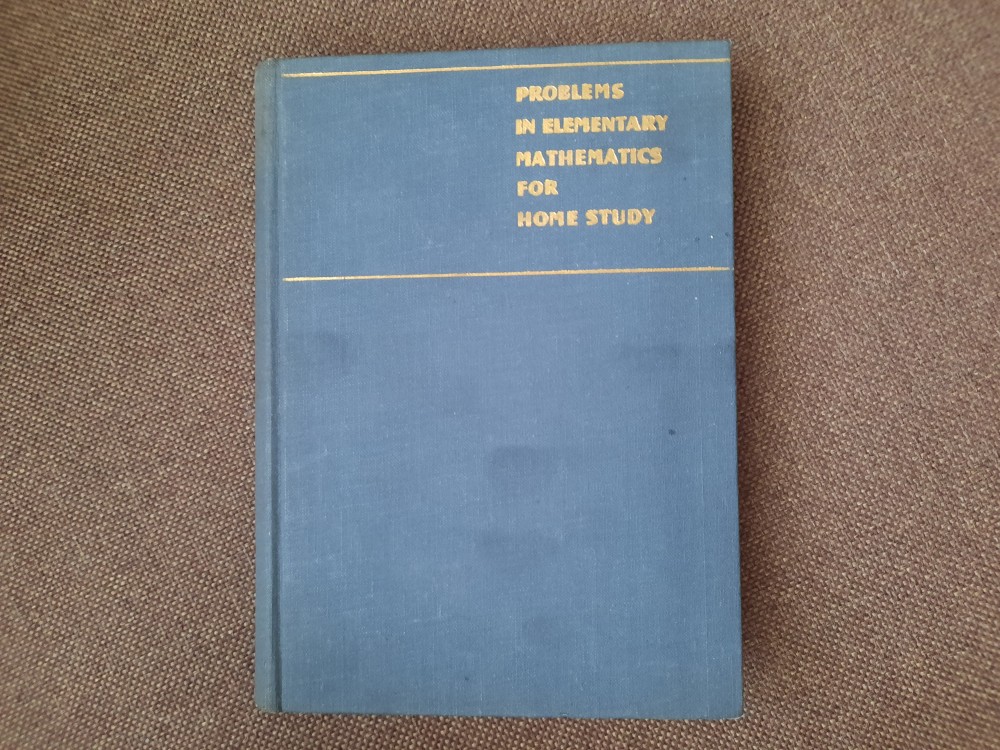 PROBLEMS
IN ELEMENTARY
MATHEMATICS
FOR
HOME STUDY